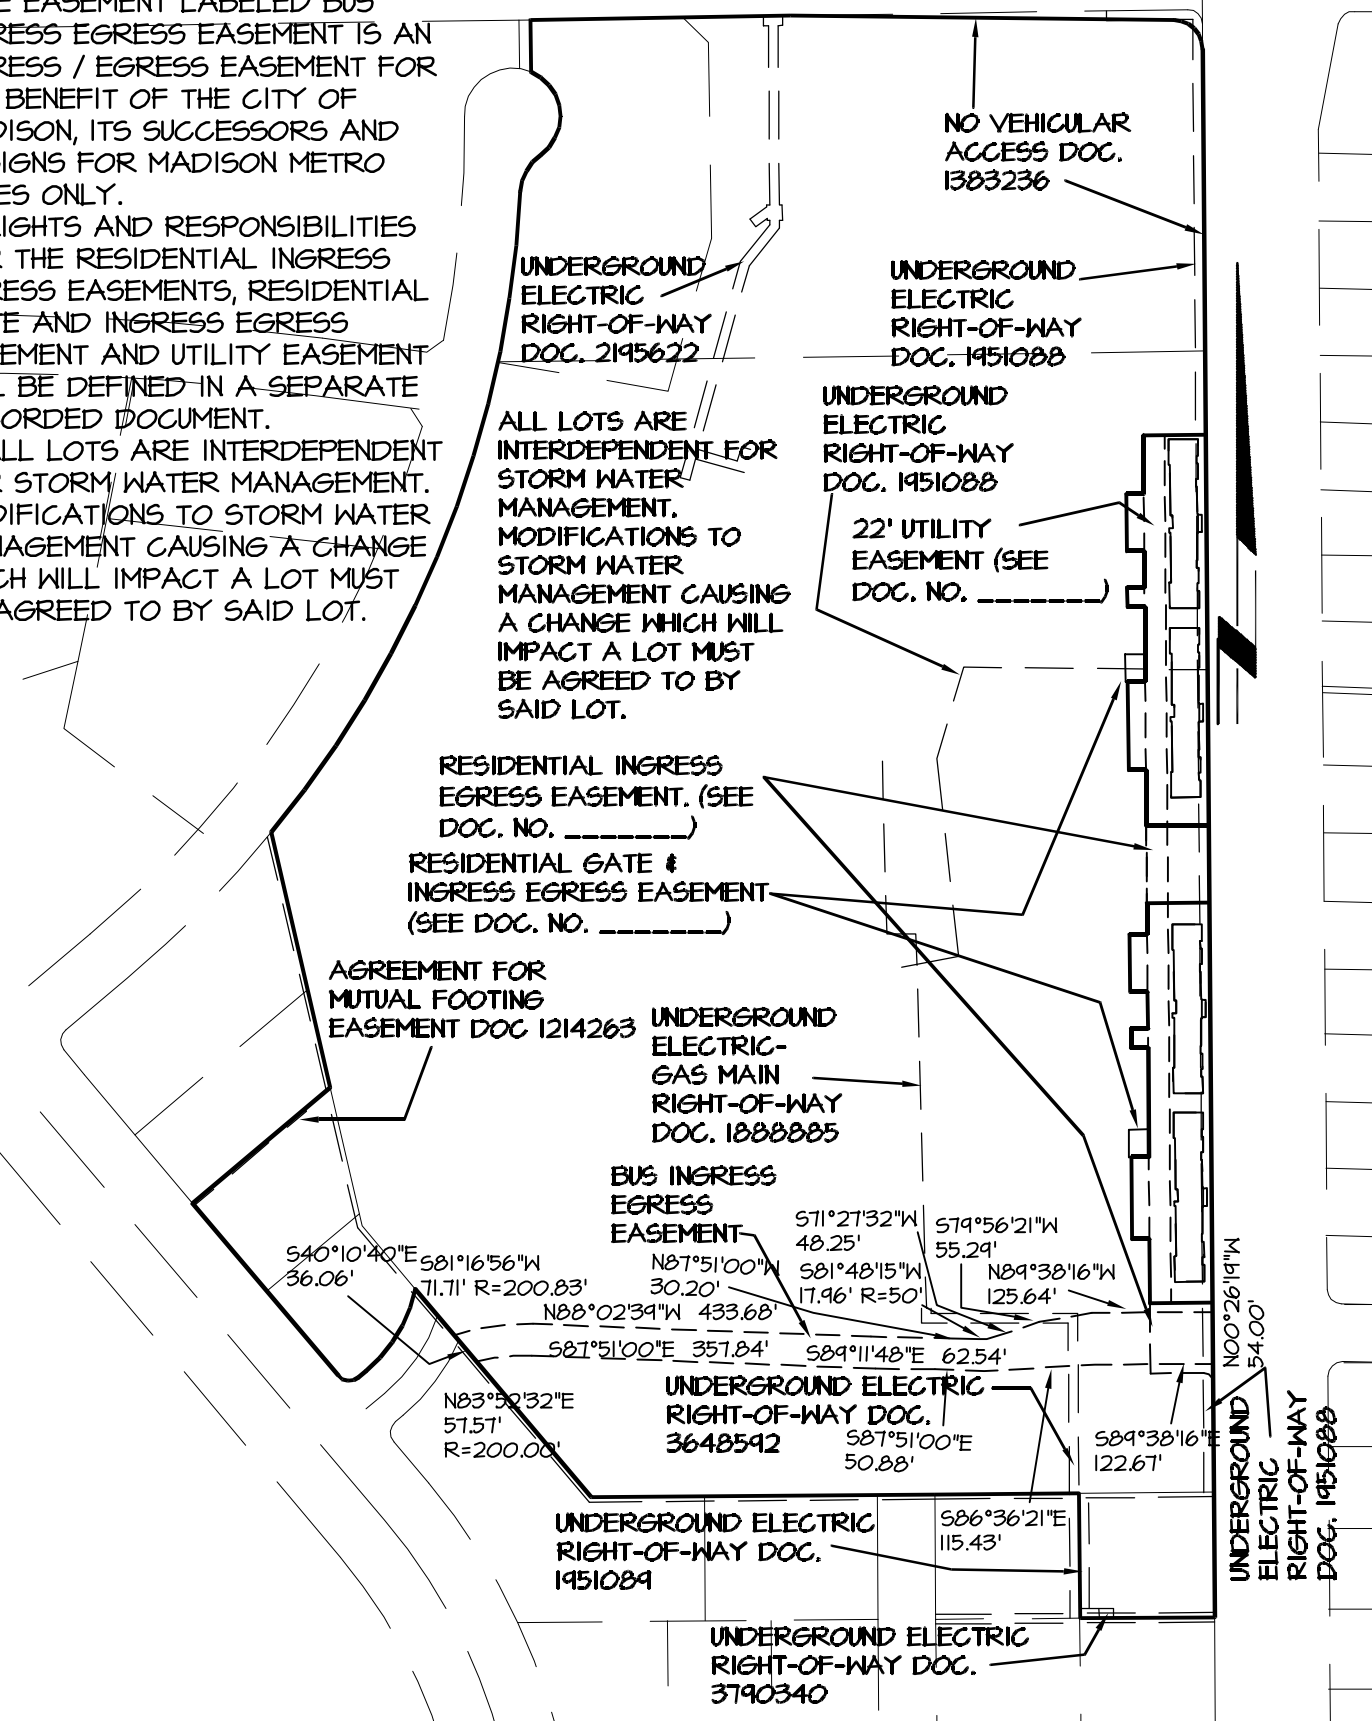 EASEMENT LABELED BUS
EGRESS EASEMENT IS AN
/ EGRESS EASEMENT FOR
BENEFIT OF THE CITY OF
ITS SUCCESSORS AND
FOR MADISON METRO
ONLY.
AND RESPONSIBILITIES
THE RESIDENTIAL INGRESS
EASEMENTS, RESIDENTIAL
AND INGRESS EGRESS
AND UTILITY EASEMENT
BE DEFINED IN A SEPARATE
DOCUMENT.
LOTS ARE INTERDEPENDENT
STORM WATER MANAGEMENT.
TO STORM WATER
CAUSING A CHANGE
WILL IMPACT A LOT MUST
AGREED TO BY SAID LOT.
NO VEHICULAR
ACCESS DOC.
1383236
UNDERGROUND
ELECTRIC
RIGHT-OF-WAY
DOC. 2195622
UNDERGROUND
ELECTRIC
RIGHT-OF-WAY
DOC. 1951088
UNDERGROUND
ELECTRIC
RIGHT-OF-WAY
DOC. 1951088
ALL LOTS ARE
INTERDEPENDENT FOR
STORM WATER
MANAGEMENT.
MODIFICATIONS TO
STORM WATER
MANAGEMENT CAUSING
A CHANGE WHICH WILL
IMPACT A LOT MUST
BE AGREED TO BY
SAID LOT.
22' UTILITY
EASEMENT (SEE
DOC. NO. _______)
RESIDENTIAL INGRESS
EGRESS EASEMENT. (SEE
DOC. NO. _______)
RESIDENTIAL GATE &
INGRESS EGRESS EASEMENT
(SEE DOC. NO. _______)
AGREEMENT FOR
MUTUAL FOOTING
EASEMENT DOC 1214263
UNDERGROUND
ELECTRIC-
GAS MAIN
RIGHT-OF-WAY
DOC. 1888885
BUS INGRESS
EGRESS
EASEMENT
S71°27'32"W
48.25'
S79°56'21"W
55.29'
S40°10'40"E
36.06'
S81°16'56"W
71.71' R=200.83'
N87°51'00"W
30.20'
S81°48'15"W
17.96' R=50'
N89°38'16"W
125.64'
N88°02'39"W 433.68'
S87°51'00"E 357.84'
S89°11'48"E 62.54'
N00°26'19"W
54.00'
N83°52'32"E
57.57'
R=200.00'
UNDERGROUND ELECTRIC
RIGHT-OF-WAY DOC.
3648592
S87°51'00"E
50.88'
S89°38'16"E
122.67'
UNDERGROUND
ELECTRIC
RIGHT-OF-WAY
DOC. 1951088
S86°36'21"E
115.43'
UNDERGROUND ELECTRIC
RIGHT-OF-WAY DOC.
1951089
UNDERGROUND ELECTRIC
RIGHT-OF-WAY DOC.
3790340